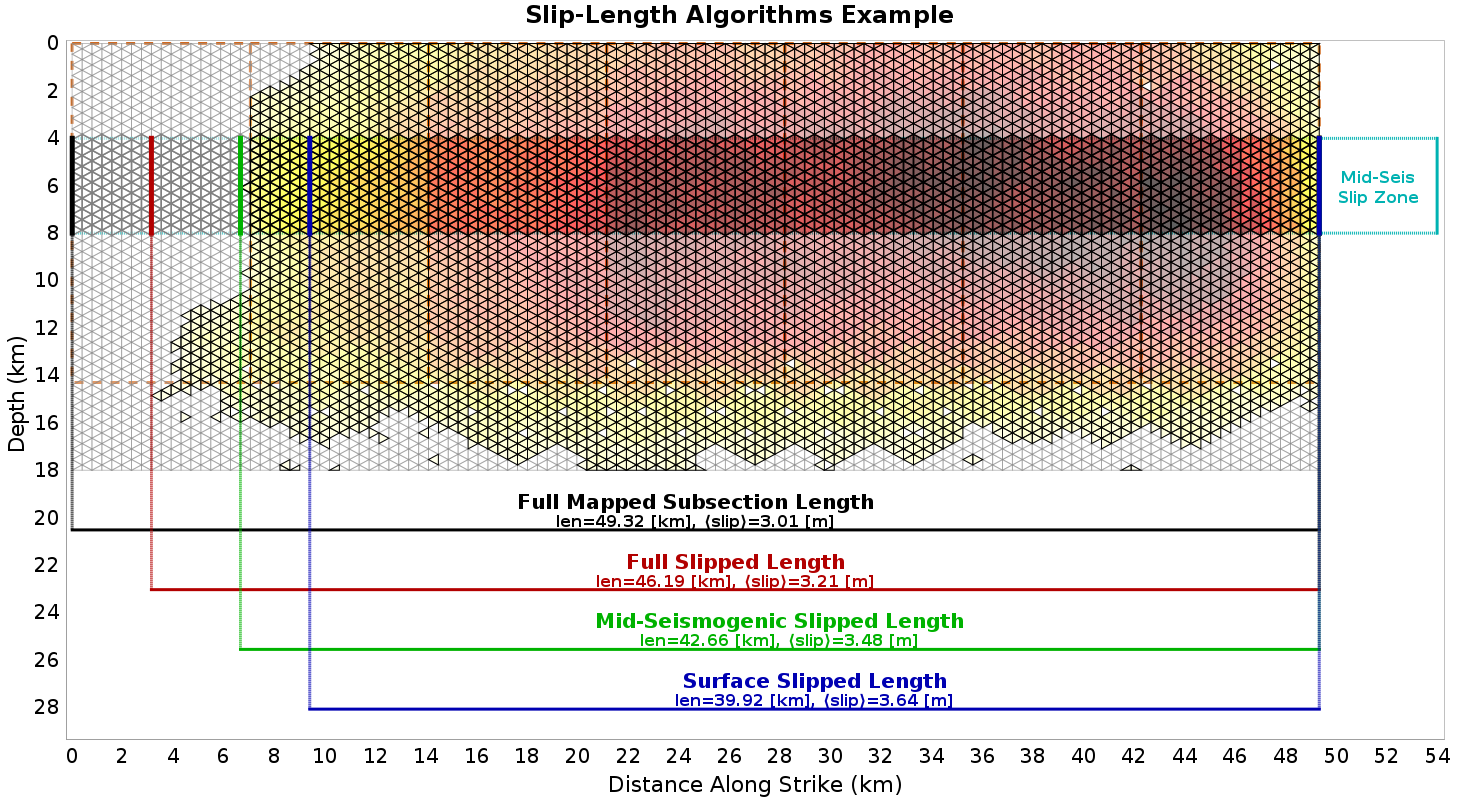 Slip-Length Algorithms Example
0
2
4
6
8
10
12
14
16
18
20
22
24
26
28
Depth (km)
Mid-Seis
Slip Zone
Full Mapped Subsection Length
len=49.32 [km], ⟨slip⟩=3.01 [m]
Full Slipped Length
len=46.19 [km], ⟨slip⟩=3.21 [m]
Mid-Seismogenic Slipped Length
len=42.66 [km], ⟨slip⟩=3.48 [m]
Surface Slipped Length
len=39.92 [km], ⟨slip⟩=3.64 [m]
0 2 4 6 8 10 12 14 16 18 20 22 24 26 28 30 32 34 36 38 40 42 44 46 48 50 52 54
Distance Along Strike (km)